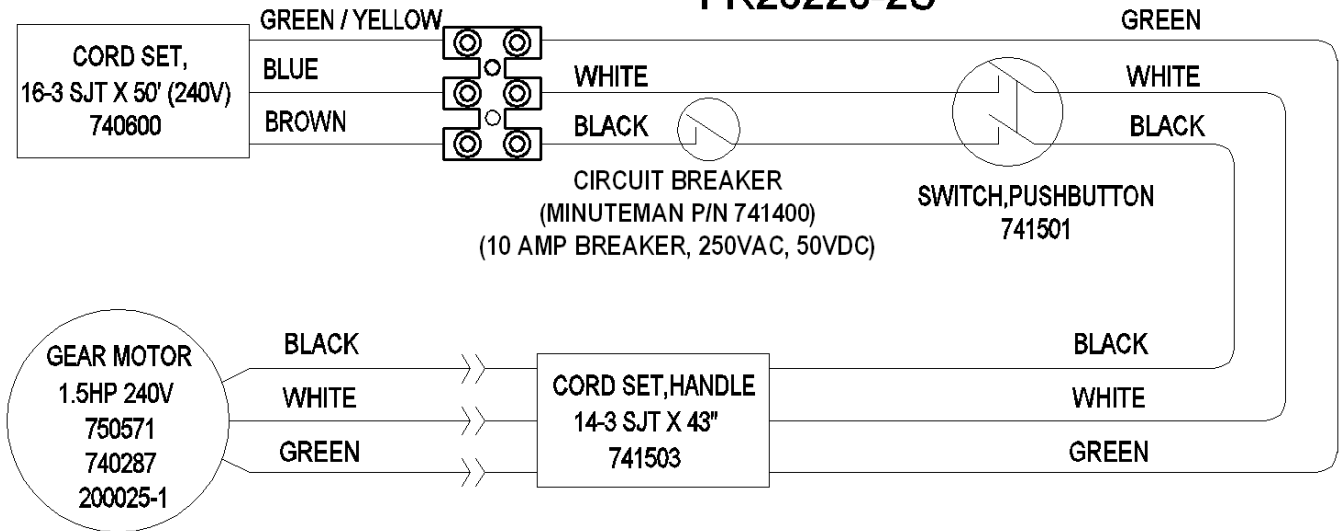 GREEN / YELLOW
GREEN
CORD SET,
16-3 SJT X 50' (240V)
740600
BLUE
WHITE
WHITE
BROWN
BLACK
BLACK
CIRCUIT BREAKER
(MINUTEMAN P/N 741400)
(10 AMP BREAKER, 250VAC, 50VDC)
SWITCH,PUSHBUTTON
741501
GEAR MOTOR
1.5HP 240V
750571
740287
200025-1
BLACK
WHITE
GREEN
CORD SET,HANDLE
14-3 SJT X 43"
741503
BLACK
WHITE
GREEN